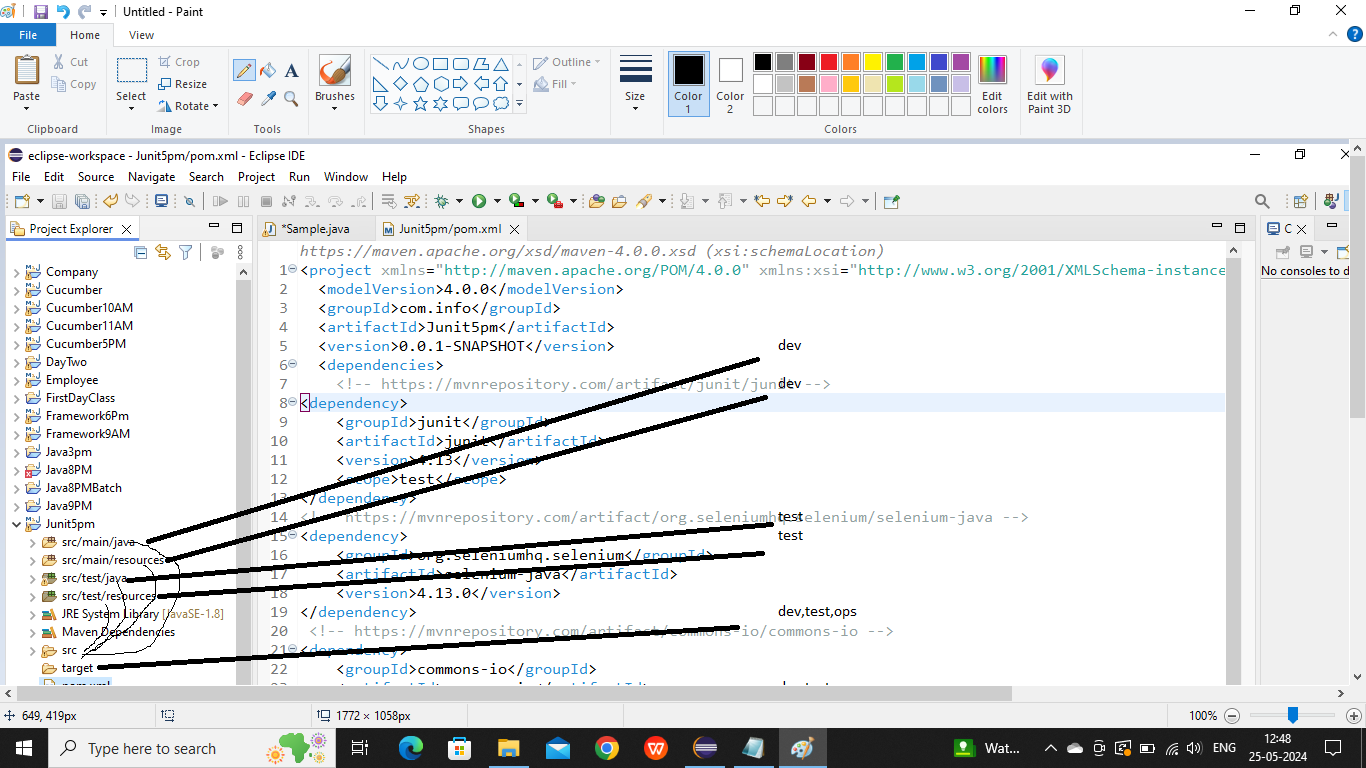 Untitled - Paint
File Home View
Paste Cut Copy Clipboard
Select Crop Resize Rotate Image
Tools
Brushes
Shapes Outline Fill
Size
Color 1 Color 2 Colors
Edit colors
Edit with Paint 3D
eclipse-workspace - Junit5pm/pom.xml - Eclipse IDE
File Edit Source Navigate Search Project Run Window Help
Project Explorer
*Sample.java
Junit5pm/pom.xml
C
No consoles to d
Company
Cucumber
Cucumber10AM
Cucumber11AM
Cucumber5PM
DayTwo
Employee
FirstDayClass
Framework6Pm
Framework9AM
Java3pm
Java8PM
Java8PMBatch
Java9PM
Junit5pm
src/main/java
src/main/resources
src/test/java
src/test/resources
JRE System Library [JavaSE-1.8]
Maven Dependencies
src
target
pom.xml
https://maven.apache.org/xsd/maven-4.0.0.xsd (xsi:schemaLocation)
1 <project xmlns="http://maven.apache.org/POM/4.0.0" xmlns:xsi="http://www.w3.org/2001/XMLSchema-instance
2 <modelVersion>4.0.0</modelVersion>
3 <groupId>com.info</groupId>
4 <artifactId>Junit5pm</artifactId>
5 <version>0.0.1-SNAPSHOT</version>
dev
6 <dependencies>
7 <!-- https://mvnrepository.com/artifact/junit/junit -->
dev
8 <dependency>
9 <groupId>junit</groupId>
10 <artifactId>junit</artifactId>
11 <version>4.13</version>
12 <scope>test</scope>
13 </dependency>
14 <!-- https://mvnrepository.com/artifact/org.seleniumhq.selenium/selenium-java -->
test
15 <dependency>
test
16 <groupId>org.seleniumhq.selenium</groupId>
17 <artifactId>selenium-java</artifactId>
18 <version>4.13.0</version>
19 </dependency>
dev,test,ops
20 <!-- https://mvnrepository.com/artifact/commons-io/commons-io -->
21 <dependency>
22 <groupId>commons-io</groupId>
649, 419px
1772 × 1058px
100%
Type here to search
Wat...
ENG
12:48
25-05-2024